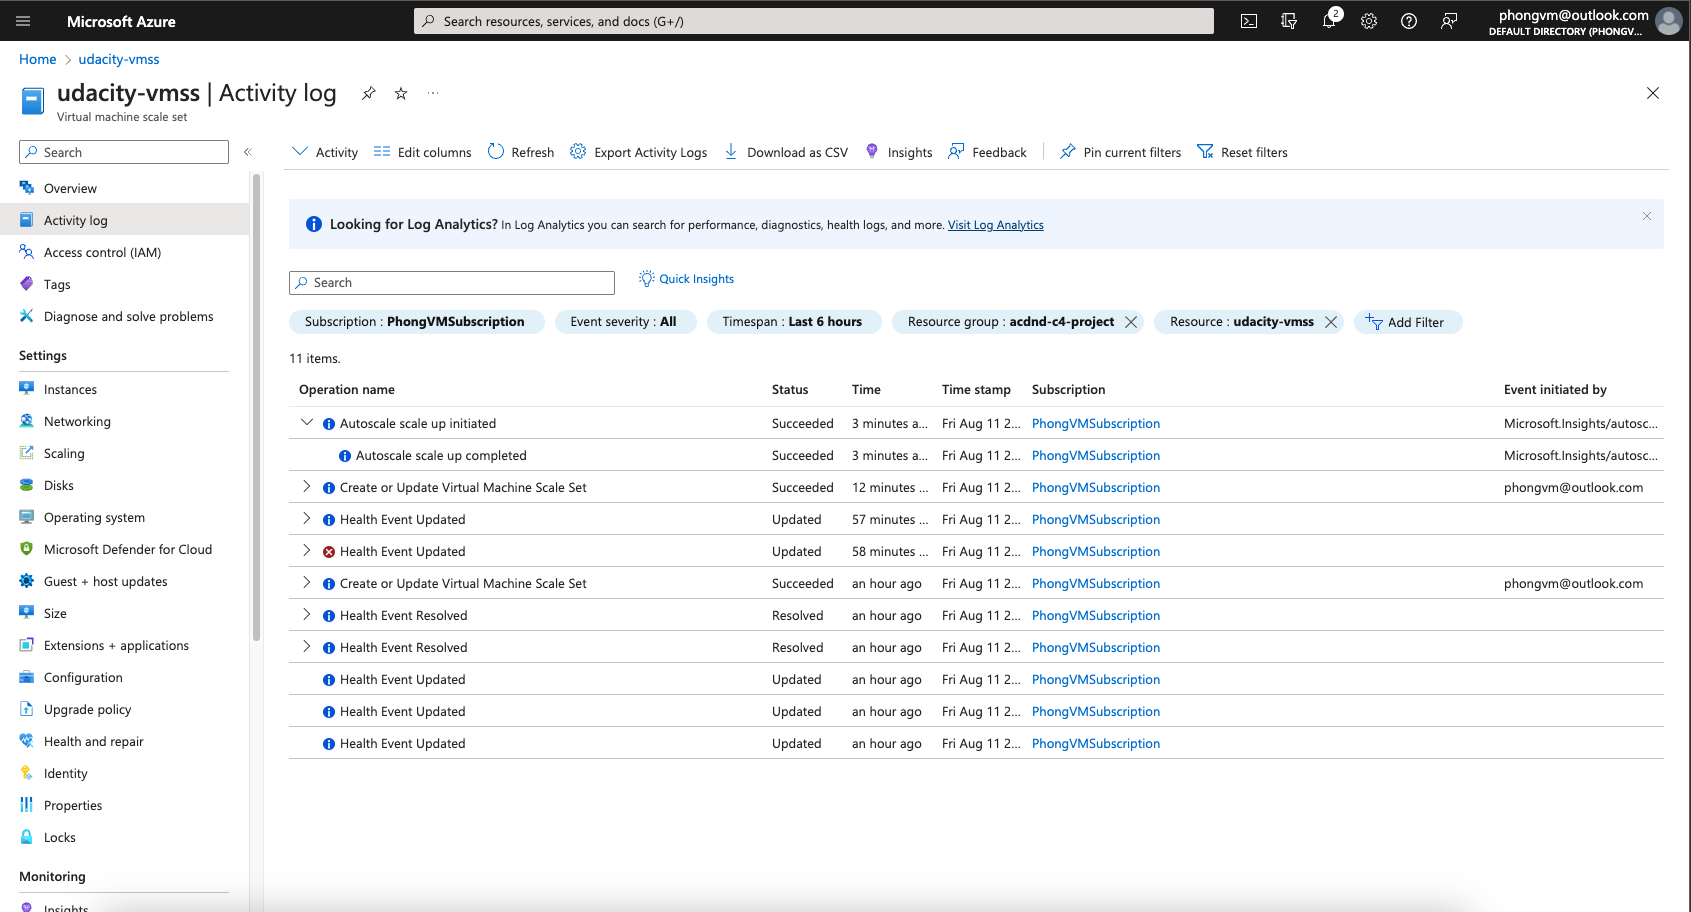 Microsoft Azure
Search resources, services, and docs (G+/)
2
phongvm@outlook.com
DEFAULT DIRECTORY (PHONGV...
Home > udacity-vmss
udacity-vmss | Activity log
Virtual machine scale set
Search
Overview
Activity log
Access control (IAM)
Tags
Diagnose and solve problems
Settings
Instances
Networking
Scaling
Disks
Operating system
Microsoft Defender for Cloud
Guest + host updates
Size
Extensions + applications
Configuration
Upgrade policy
Health and repair
Identity
Properties
Locks
Monitoring
Insights
Activity Edit columns Refresh Export Activity Logs Download as CSV Insights Feedback Pin current filters Reset filters
Looking for Log Analytics? In Log Analytics you can search for performance, diagnostics, health logs, and more. Visit Log Analytics
Search Quick Insights
Subscription : PhongVMSubscription Event severity : All Timespan : Last 6 hours Resource group : acdnd-c4-project Resource : udacity-vmss Add Filter
11 items.
Operation name Status Time Time stamp Subscription Event initiated by
Autoscale scale up initiated Succeeded 3 minutes a... Fri Aug 11 2... PhongVMSubscription Microsoft.Insights/autosc...
Autoscale scale up completed Succeeded 3 minutes a... Fri Aug 11 2... PhongVMSubscription Microsoft.Insights/autosc...
Create or Update Virtual Machine Scale Set Succeeded 12 minutes ... Fri Aug 11 2... PhongVMSubscription phongvm@outlook.com
Health Event Updated Updated 57 minutes ... Fri Aug 11 2... PhongVMSubscription
Health Event Updated Updated 58 minutes ... Fri Aug 11 2... PhongVMSubscription
Create or Update Virtual Machine Scale Set Succeeded an hour ago Fri Aug 11 2... PhongVMSubscription phongvm@outlook.com
Health Event Resolved Resolved an hour ago Fri Aug 11 2... PhongVMSubscription
Health Event Resolved Resolved an hour ago Fri Aug 11 2... PhongVMSubscription
Health Event Updated Updated an hour ago Fri Aug 11 2... PhongVMSubscription
Health Event Updated Updated an hour ago Fri Aug 11 2... PhongVMSubscription
Health Event Updated Updated an hour ago Fri Aug 11 2... PhongVMSubscription